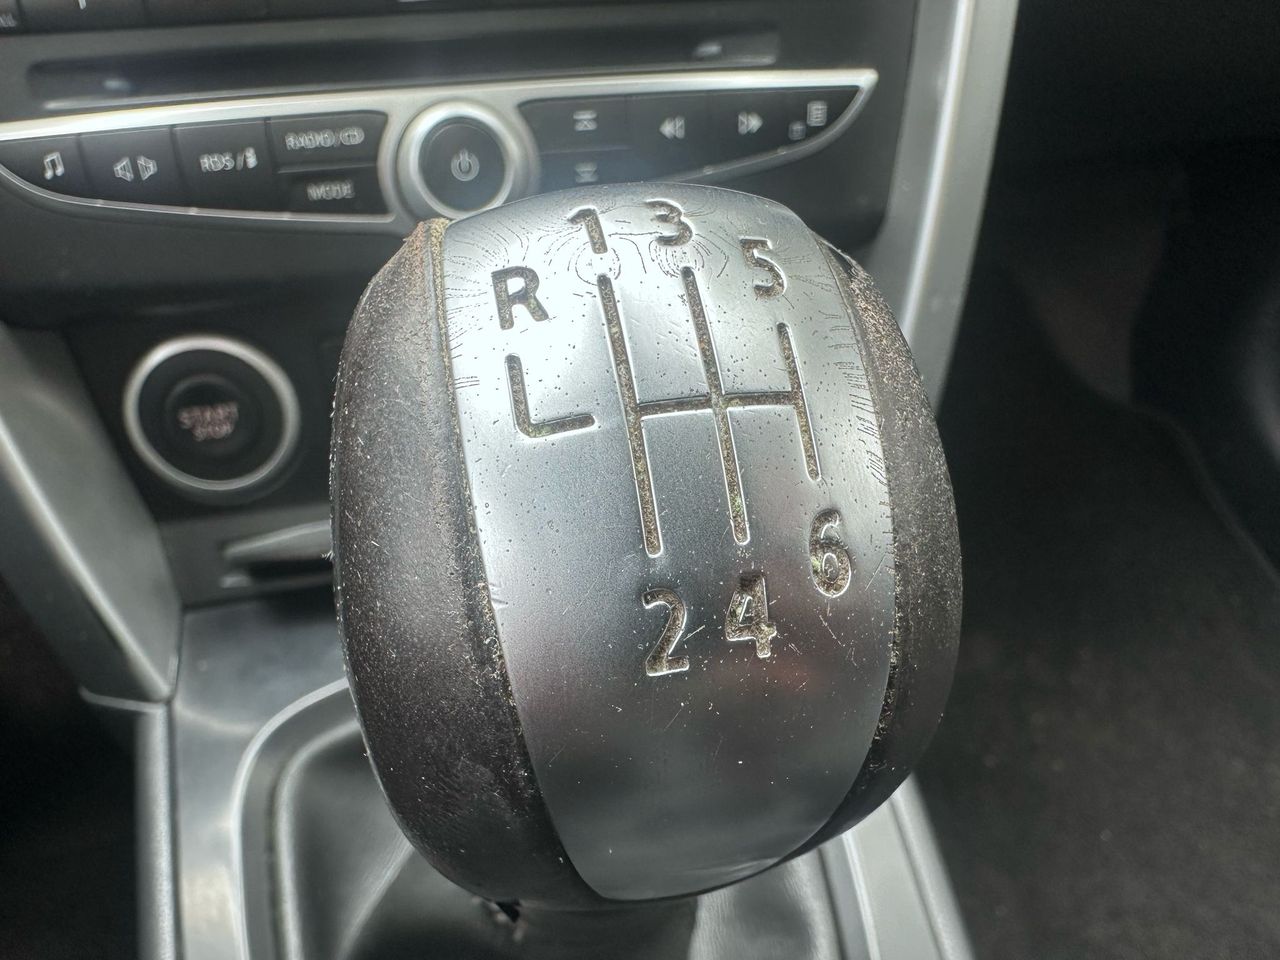 RADIO/CD
RDS/
MODE
START
STOP
1 3
R 5
6
2 4